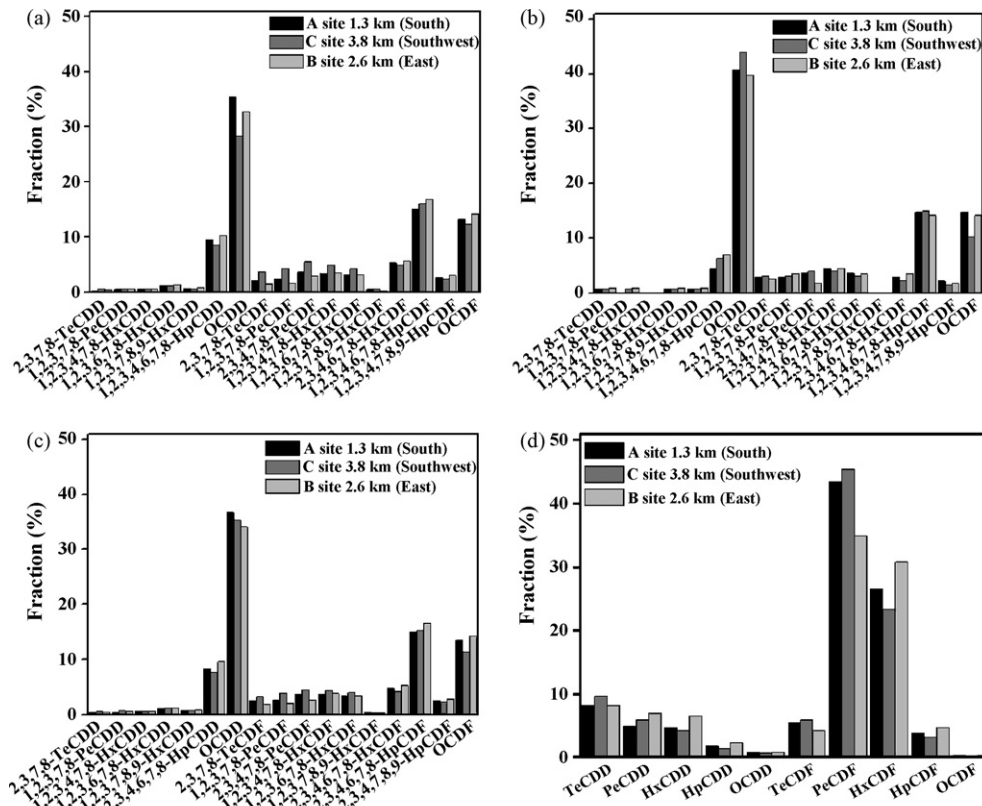 (a)
50
40
30
20
10
0
Fraction (%)
A site 1.3 km (South)
C site 3.8 km (Southwest)
B site 2.6 km (East)
2,3,7,8-TeCDD
1,2,3,7,8-PeCDD
1,2,3,4,7,8-HxCDD
1,2,3,6,7,8-HxCDD
1,2,3,7,8,9-HxCDD
1,2,3,4,6,7,8-HpCDD
OCDD
2,3,7,8-TeCDF
1,2,3,7,8-PeCDF
2,3,4,7,8-PeCDF
1,2,3,4,7,8-HxCDF
1,2,3,6,7,8-HxCDF
1,2,3,7,8,9-HxCDF
2,3,4,6,7,8-HxCDF
1,2,3,4,6,7,8-HpCDF
1,2,3,4,7,8,9-HpCDF
OCDF
(b)
50
40
30
20
10
0
Fraction (%)
A site 1.3 km (South)
C site 3.8 km (Southwest)
B site 2.6 km (East)
2,3,7,8-TeCDD
1,2,3,7,8-PeCDD
1,2,3,4,7,8-HxCDD
1,2,3,6,7,8-HxCDD
1,2,3,7,8,9-HxCDD
1,2,3,4,6,7,8-HpCDD
OCDD
2,3,7,8-TeCDF
1,2,3,7,8-PeCDF
2,3,4,7,8-PeCDF
1,2,3,4,7,8-HxCDF
1,2,3,6,7,8-HxCDF
1,2,3,7,8,9-HxCDF
2,3,4,6,7,8-HxCDF
1,2,3,4,6,7,8-HpCDF
1,2,3,4,7,8,9-HpCDF
OCDF
(c)
50
40
30
20
10
0
Fraction (%)
A site 1.3 km (South)
C site 3.8 km (Southwest)
B site 2.6 km (East)
2,3,7,8-TeCDD
1,2,3,7,8-PeCDD
1,2,3,4,7,8-HxCDD
1,2,3,6,7,8-HxCDD
1,2,3,7,8,9-HxCDD
1,2,3,4,6,7,8-HpCDD
OCDD
2,3,7,8-TeCDF
1,2,3,7,8-PeCDF
2,3,4,7,8-PeCDF
1,2,3,4,7,8-HxCDF
1,2,3,6,7,8-HxCDF
1,2,3,7,8,9-HxCDF
2,3,4,6,7,8-HxCDF
1,2,3,4,6,7,8-HpCDF
1,2,3,4,7,8,9-HpCDF
OCDF
(d)
50
40
30
20
10
0
Fraction (%)
A site 1.3 km (South)
C site 3.8 km (Southwest)
B site 2.6 km (East)
TeCDD
PeCDD
HxCDD
HpCDD
OCDD
TeCDF
PeCDF
HxCDF
HpCDF
OCDF